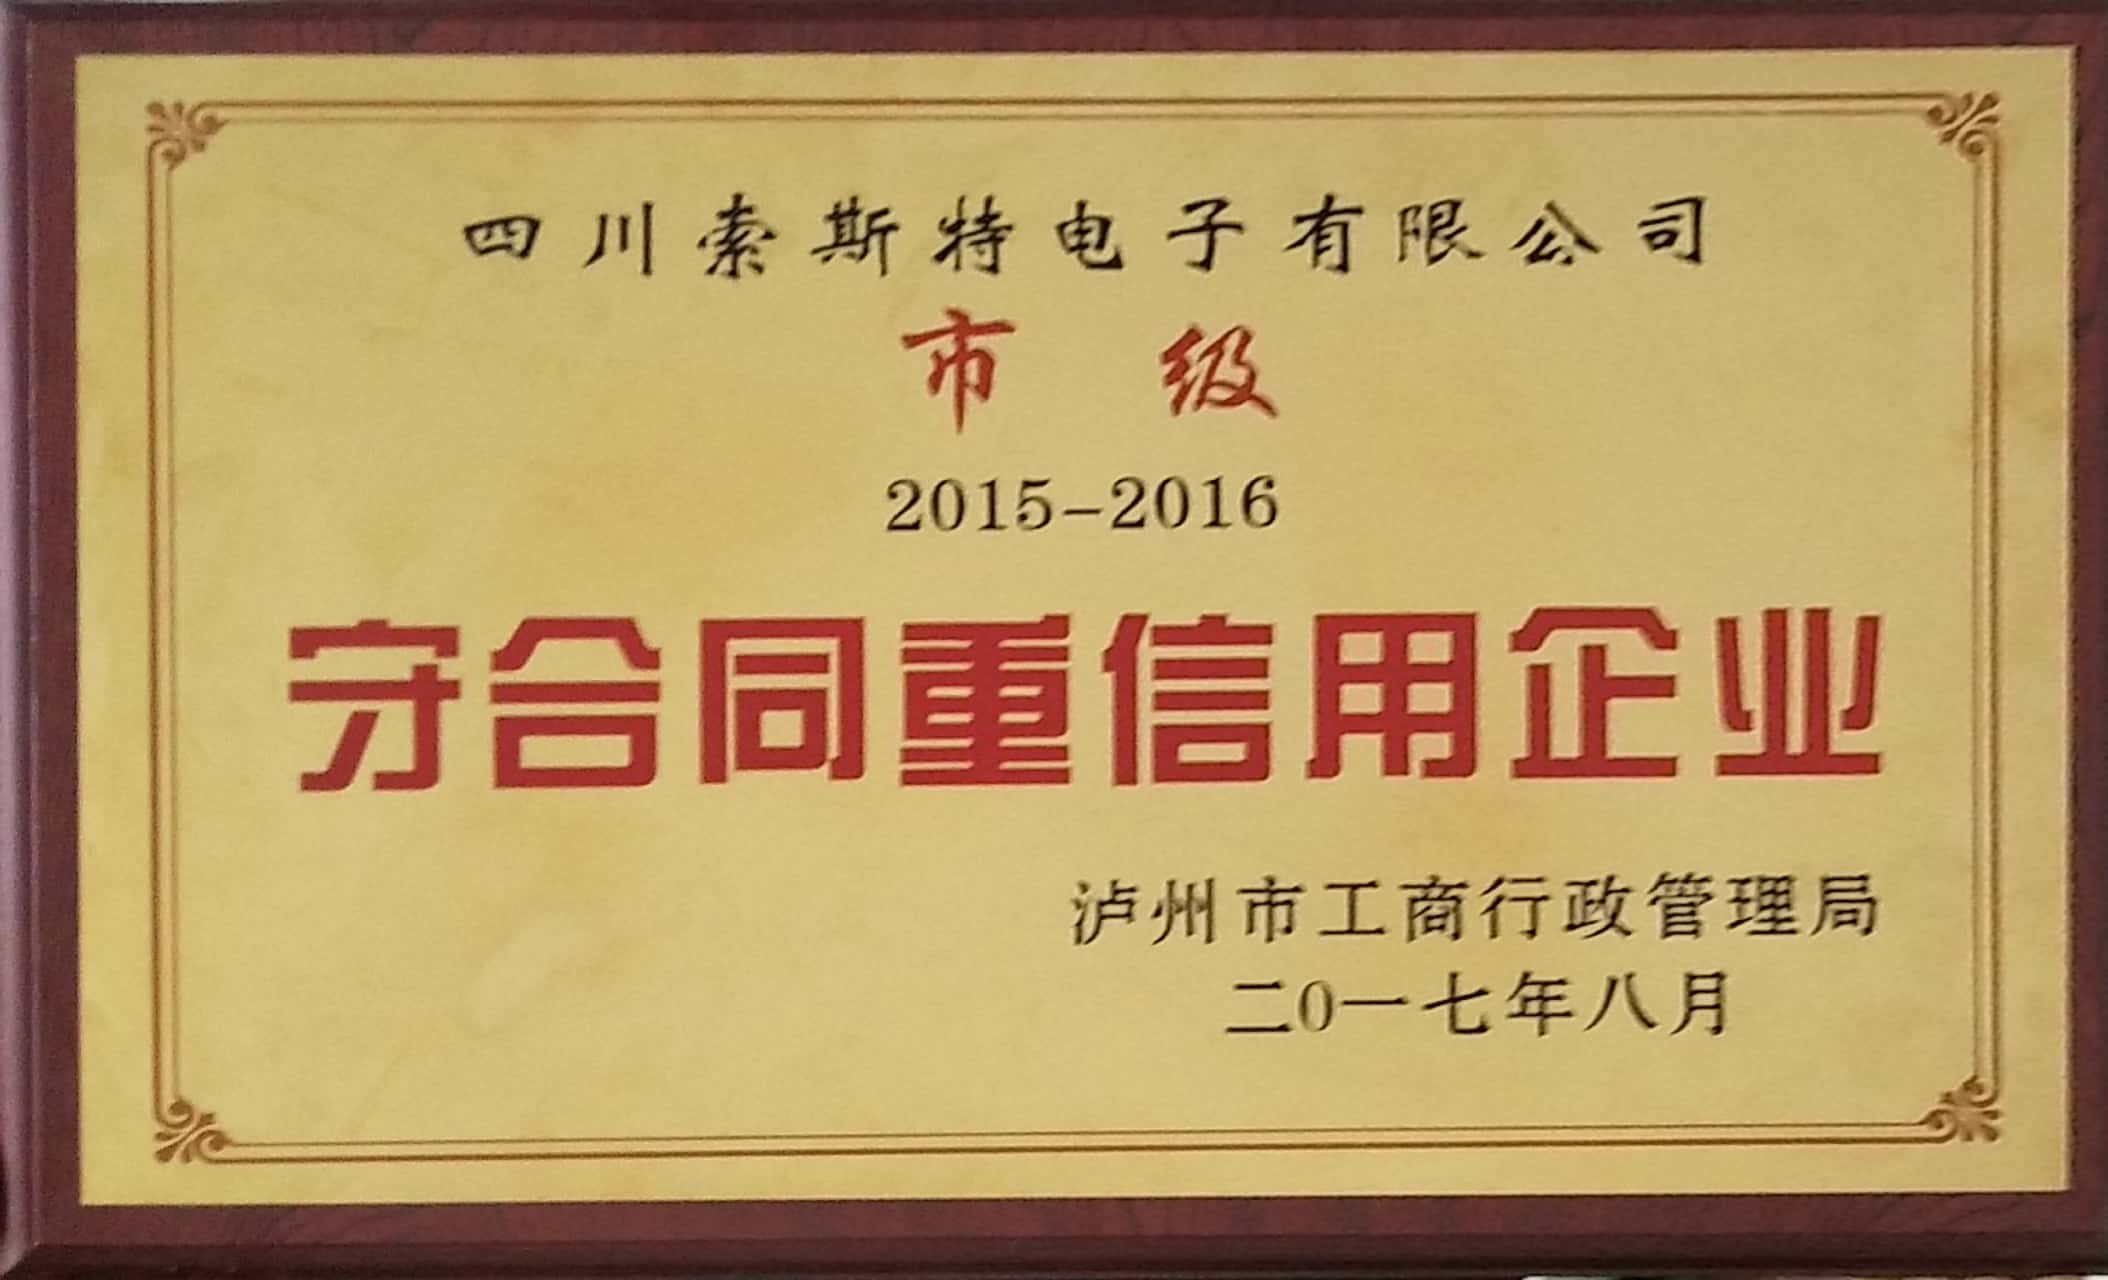 四川索斯特电子有限公司
市 级
2015-2016
守合同重信用企业
泸州市工商行政管理局
二0一七年八月